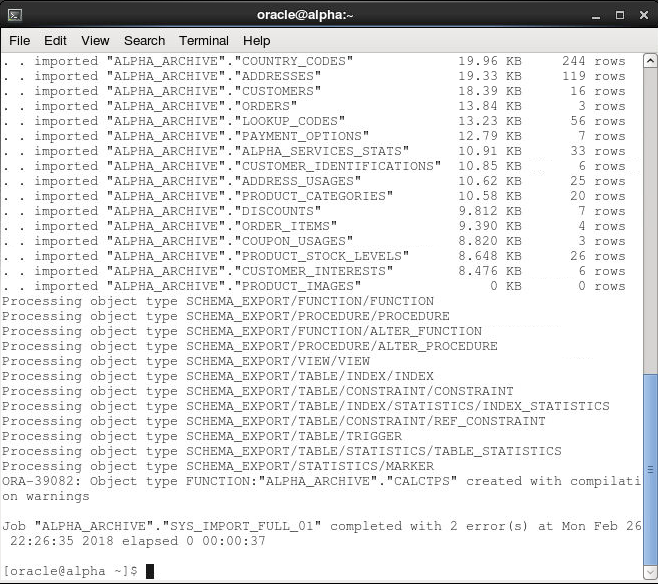 oracle@alpha:~
File Edit View Search Terminal Help
. . imported "ALPHA_ARCHIVE"."COUNTRY_CODES" 19.96 KB 244 rows
. . imported "ALPHA_ARCHIVE"."ADDRESSES" 19.33 KB 119 rows
. . imported "ALPHA_ARCHIVE"."CUSTOMERS" 18.39 KB 16 rows
. . imported "ALPHA_ARCHIVE"."ORDERS" 13.84 KB 3 rows
. . imported "ALPHA_ARCHIVE"."LOOKUP_CODES" 13.23 KB 56 rows
. . imported "ALPHA_ARCHIVE"."PAYMENT_OPTIONS" 12.79 KB 7 rows
. . imported "ALPHA_ARCHIVE"."ALPHA_SERVICES_STATS" 10.91 KB 33 rows
. . imported "ALPHA_ARCHIVE"."CUSTOMER_IDENTIFICATIONS" 10.85 KB 6 rows
. . imported "ALPHA_ARCHIVE"."ADDRESS_USAGES" 10.62 KB 25 rows
. . imported "ALPHA_ARCHIVE"."PRODUCT_CATEGORIES" 10.58 KB 20 rows
. . imported "ALPHA_ARCHIVE"."DISCOUNTS" 9.812 KB 7 rows
. . imported "ALPHA_ARCHIVE"."ORDER_ITEMS" 9.390 KB 4 rows
. . imported "ALPHA_ARCHIVE"."COUPON_USAGES" 8.820 KB 3 rows
. . imported "ALPHA_ARCHIVE"."PRODUCT_STOCK_LEVELS" 8.648 KB 26 rows
. . imported "ALPHA_ARCHIVE"."CUSTOMER_INTERESTS" 8.476 KB 6 rows
. . imported "ALPHA_ARCHIVE"."PRODUCT_IMAGES" 0 KB 0 rows
Processing object type SCHEMA_EXPORT/FUNCTION/FUNCTION
Processing object type SCHEMA_EXPORT/PROCEDURE/PROCEDURE
Processing object type SCHEMA_EXPORT/FUNCTION/ALTER_FUNCTION
Processing object type SCHEMA_EXPORT/PROCEDURE/ALTER_PROCEDURE
Processing object type SCHEMA_EXPORT/VIEW/VIEW
Processing object type SCHEMA_EXPORT/TABLE/INDEX/INDEX
Processing object type SCHEMA_EXPORT/TABLE/CONSTRAINT/CONSTRAINT
Processing object type SCHEMA_EXPORT/TABLE/INDEX/STATISTICS/INDEX_STATISTICS
Processing object type SCHEMA_EXPORT/TABLE/CONSTRAINT/REF_CONSTRAINT
Processing object type SCHEMA_EXPORT/TABLE/TRIGGER
Processing object type SCHEMA_EXPORT/TABLE/STATISTICS/TABLE_STATISTICS
Processing object type SCHEMA_EXPORT/STATISTICS/MARKER
ORA-39082: Object type FUNCTION:"ALPHA_ARCHIVE"."CALCTPS" created with compilati
on warnings
Job "ALPHA_ARCHIVE"."SYS_IMPORT_FULL_01" completed with 2 error(s) at Mon Feb 26
22:26:35 2018 elapsed 0 00:00:37
[oracle@alpha ~]$